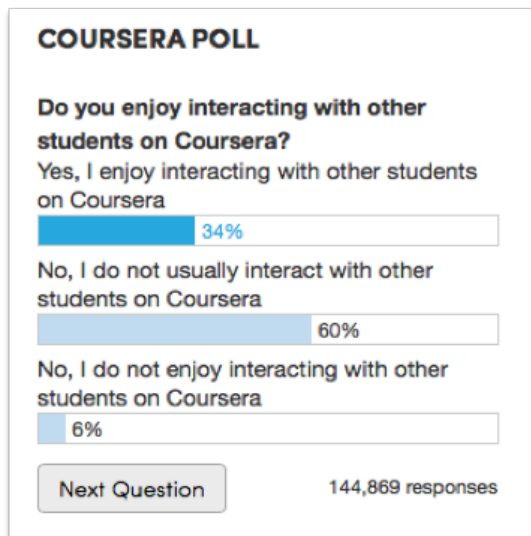 COURSERA POLL
Do you enjoy interacting with other
students on Coursera?
Yes, I enjoy interacting with other students
on Coursera
34%
No, I do not usually interact with other
students on Coursera
60%
No, I do not enjoy interacting with other
students on Coursera
6%
Next Question
144,869 responses